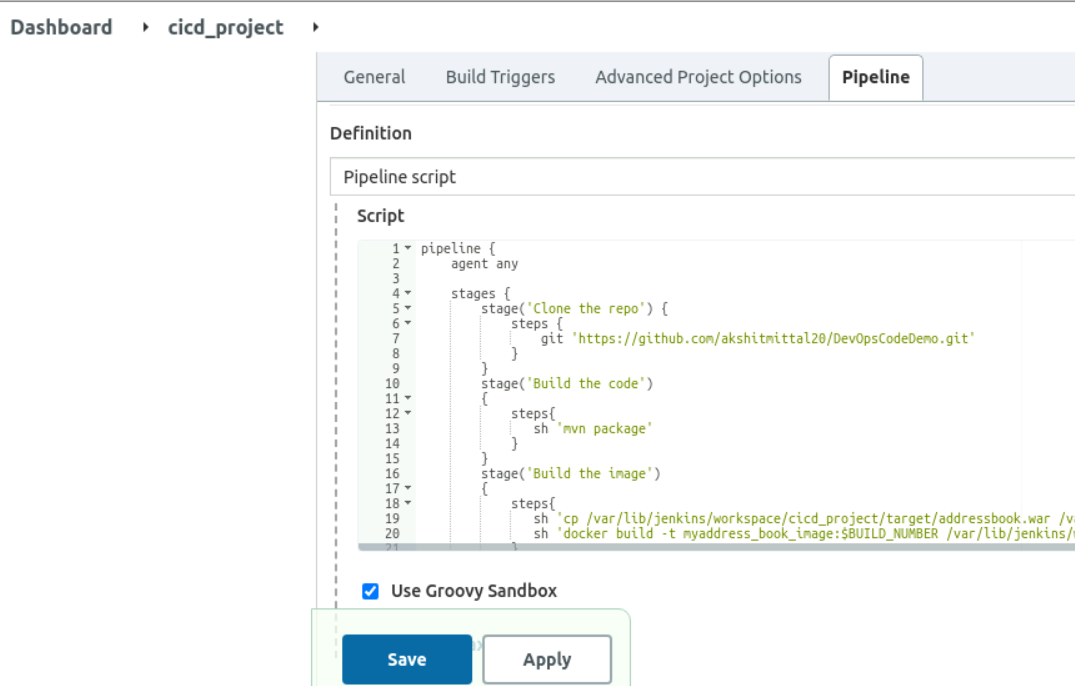 Dashboard cicd_project
General Build Triggers Advanced Project Options Pipeline
Definition
Pipeline script
Script
1 pipeline {
2 agent any
3
4 stages {
5 stage('Clone the repo') {
6 steps {
7 git 'https://github.com/akshitmittal20/DevOpsCodeDemo.git'
8 }
9 }
10 stage('Build the code')
11 {
12 steps{
13 sh 'mvn package'
14 }
15 }
16 stage('Build the image')
17 {
18 steps{
19 sh 'cp /var/lib/jenkins/workspace/cicd_project/target/addressbook.war
20 sh 'docker build -t myaddress_book_image:$BUILD_NUMBER /var/lib/jenkins/
21 }
Use Groovy Sandbox
Save Apply